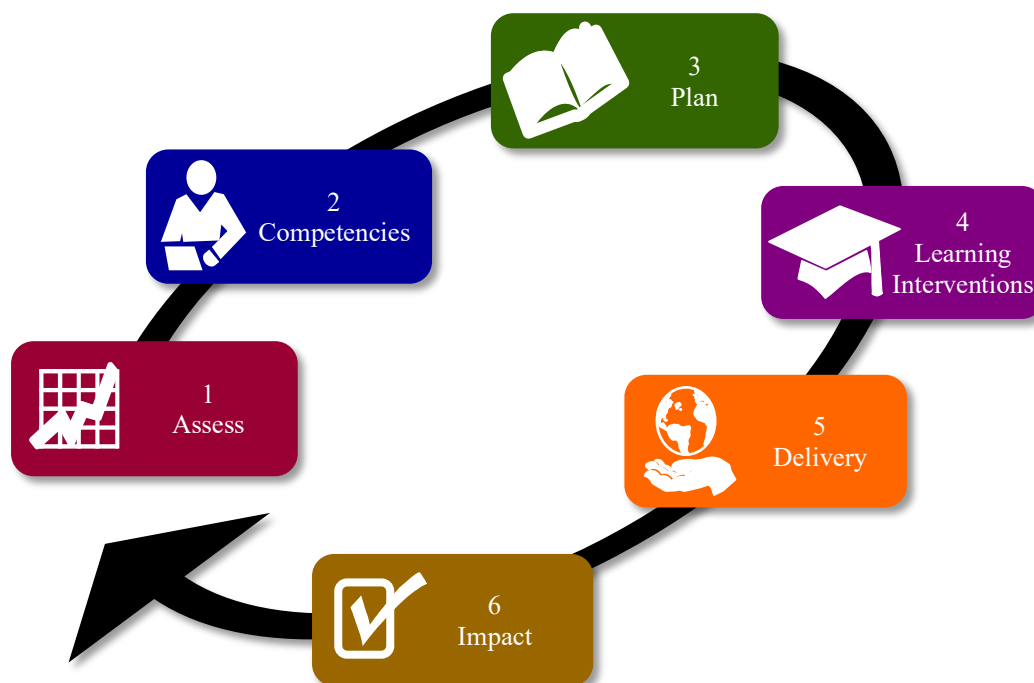 1
Assess
2
Competencies
3
Plan
4
Learning
Interventions
5
Delivery
6
Impact